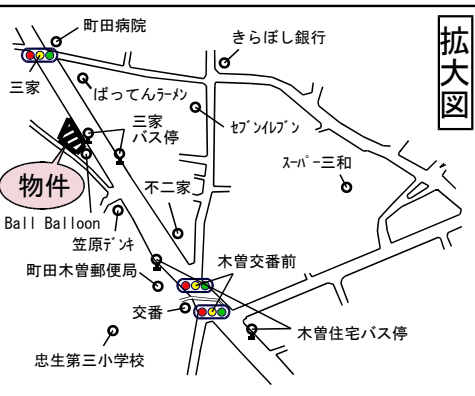 拡大図
町田病院
きらぼし銀行
三家
ばってんラーメン
三家
バス停
セブンイレブン
スーパー三和
物件
不二家
Ball Balloon
笠原デンキ
町田木曽郵便局
木曽交番前
交番
木曽住宅バス停
忠生第三小学校